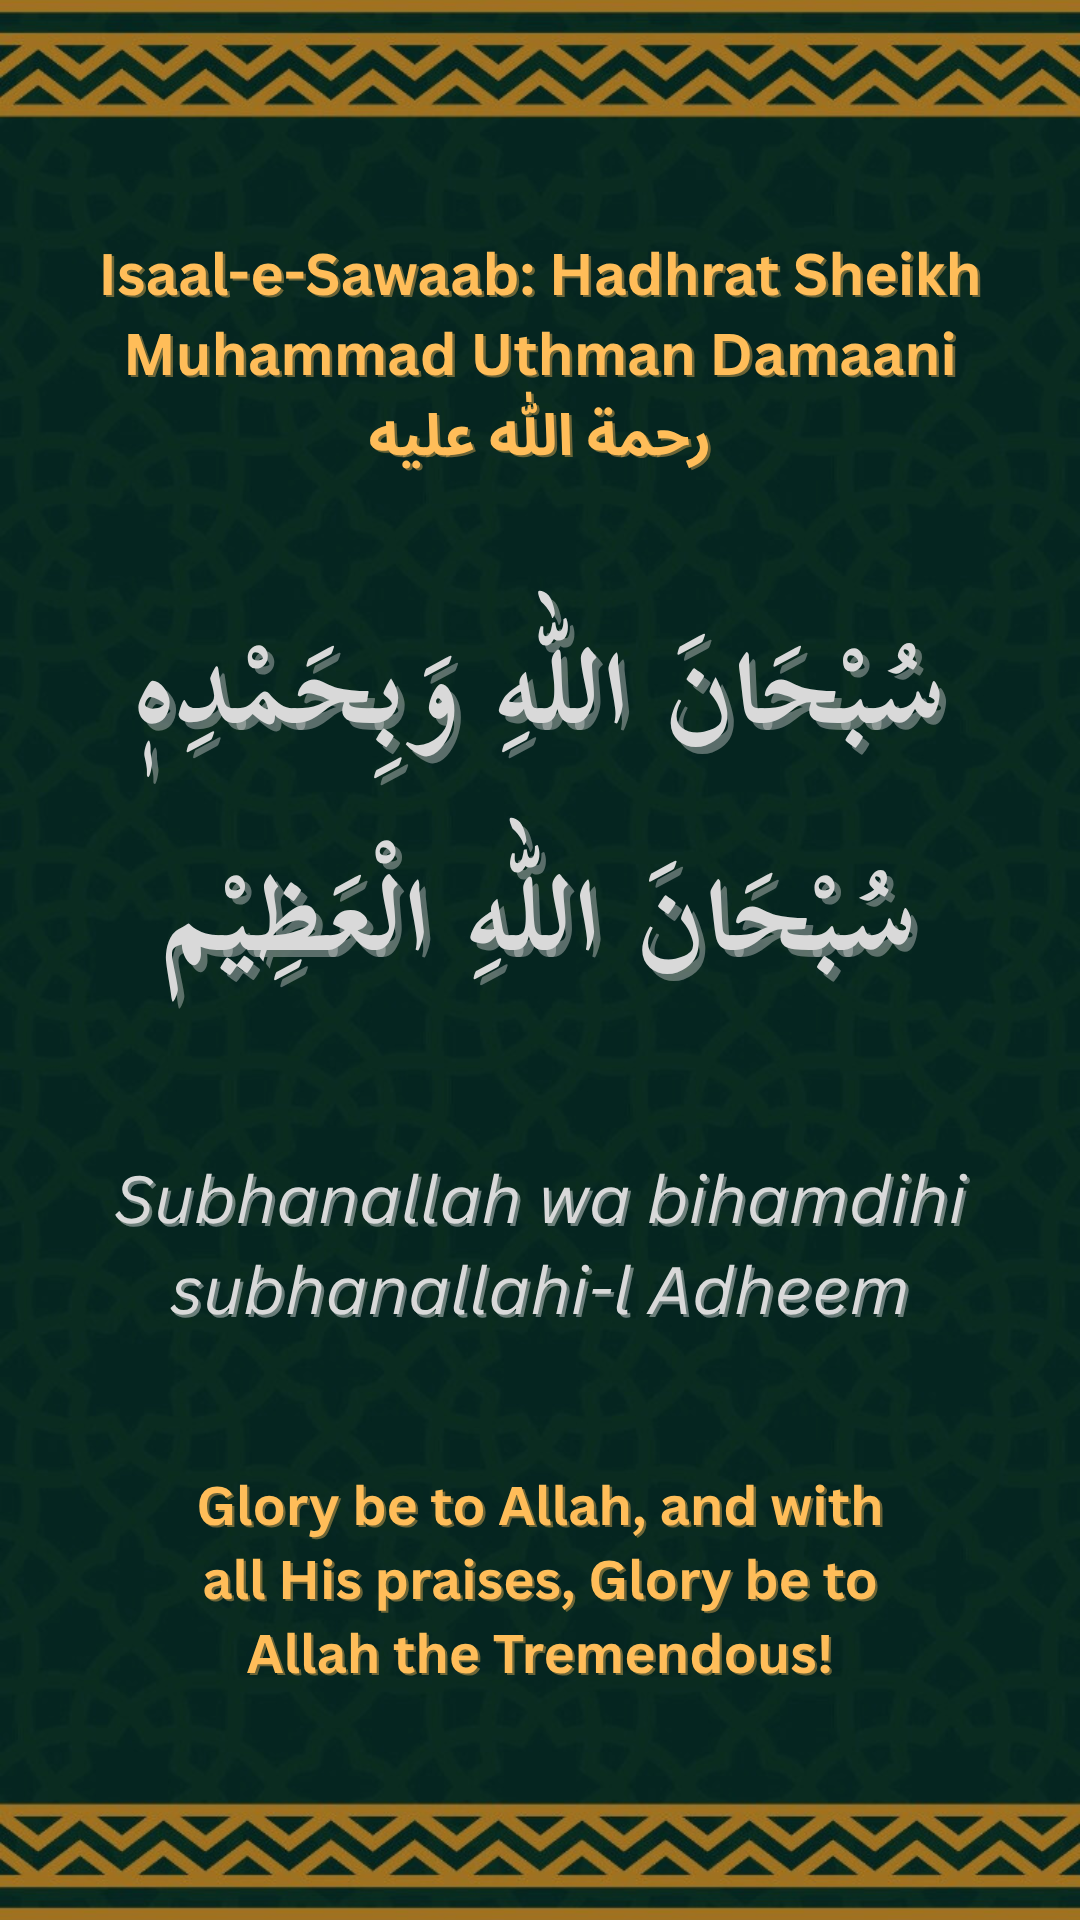 Isaal-e-Sawaab: Hadhrat Sheikh
Muhammad Uthman Damaani
رحمة الله عليه
سُبْحَانَ اللّٰهِ وَبِحَمْدِهٖ
سُبْحَانَ اللّٰهِ الْعَظِيْم
Subhanallah wa bihamdihi
subhanallahi-l Adheem
Glory be to Allah, and with
all His praises, Glory be to
Allah the Tremendous!